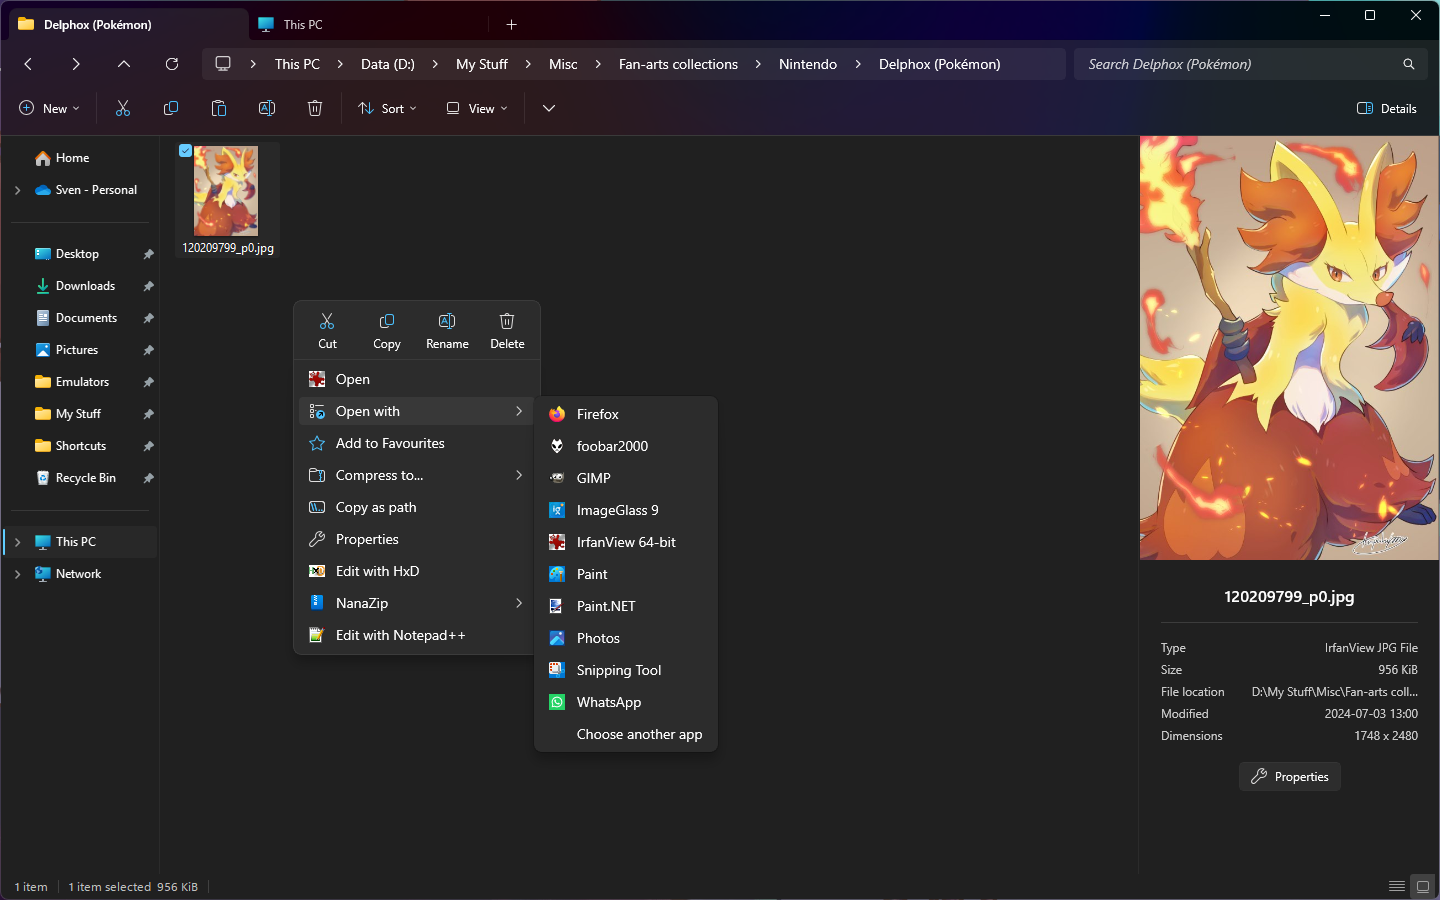 Delphox (Pokémon)
This PC
This PC
Data (D:)
My Stuff
Misc
Fan-arts collections
Nintendo
Delphox (Pokémon)
Search Delphox (Pokémon)
New
Sort
View
Details
Home
Sven - Personal
Desktop
Downloads
Documents
Pictures
Emulators
My Stuff
Shortcuts
Recycle Bin
This PC
Network
120209799_p0.jpg
Cut
Copy
Rename
Delete
Open
Open with
Add to Favourites
Compress to...
Copy as path
Properties
Edit with HxD
NanaZip
Edit with Notepad++
Firefox
foobar2000
GIMP
ImageGlass 9
IrfanView 64-bit
Paint
Paint.NET
Photos
Snipping Tool
WhatsApp
Choose another app
120209799_p0.jpg
Type IrfanView JPG File
Size 956 KiB
File location D:\My Stuff\Misc\Fan-arts coll...
Modified 2024-07-03 13:00
Dimensions 1748 x 2480
Properties
1 item
1 item selected 956 KiB